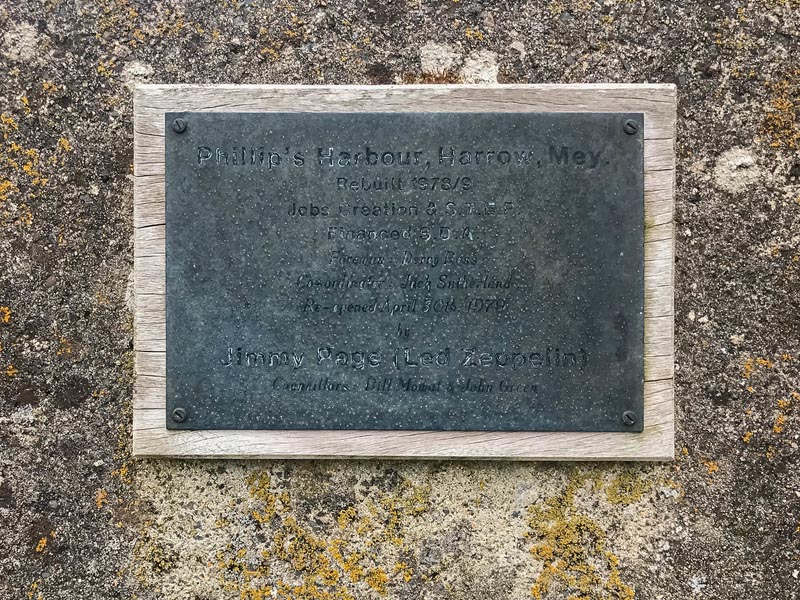 Phillip's Harbour, Harrow, Mey.
Rebuilt 1978/9
Jobs Creation & S.T.E.P.
Financed S.D.A.
Foreman: Derry Ross
Co-ordinator: Jack Sutherland
Re-opened April 30th 1979
by
Jimmy Page (Led Zeppelin)
Councillors: Bill Mowat & John Green